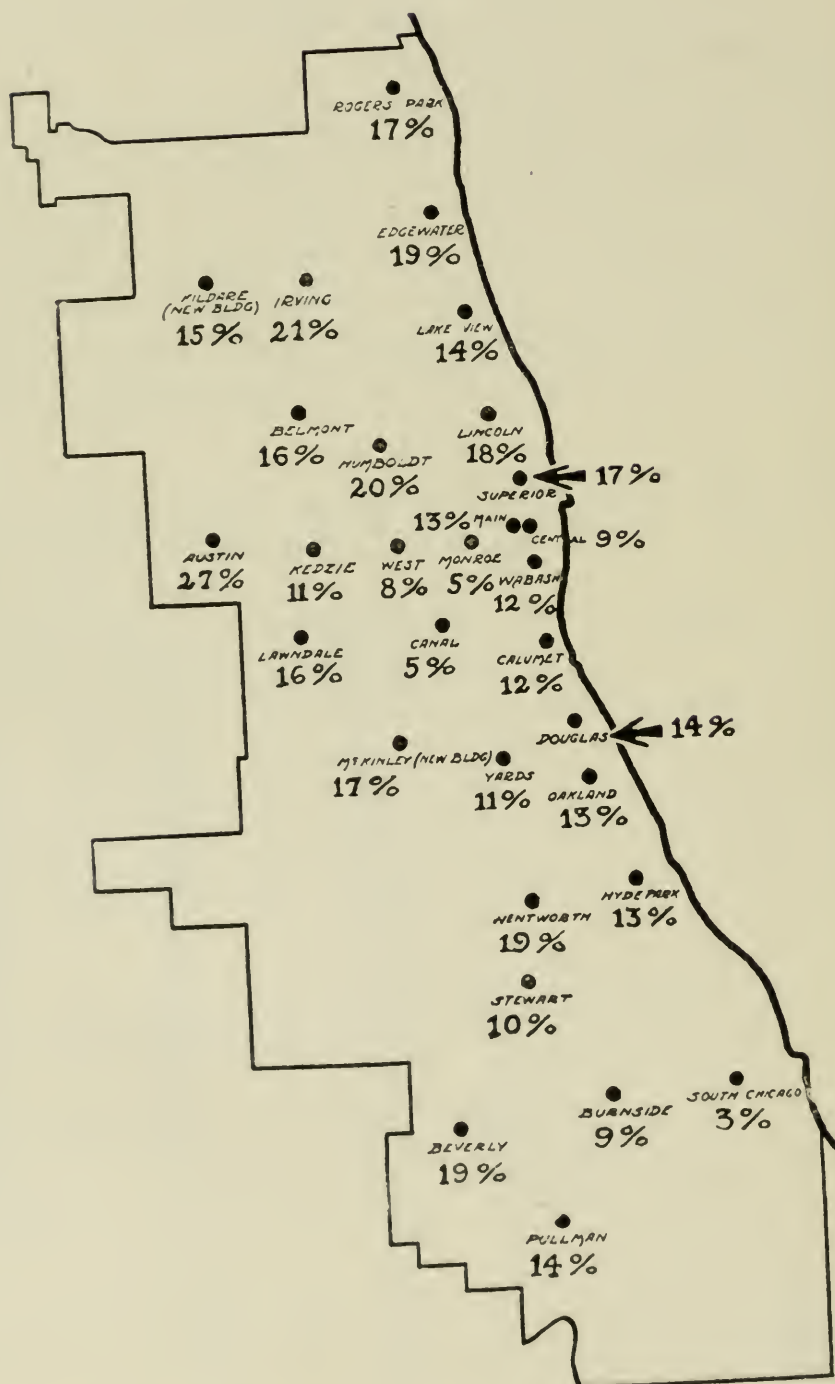 ROGERS PARK
17%
EDGEWATER
19%
KILDARE
(NEW BLDG)
15%
IRVING
21%
LAKE VIEW
14%
BELMONT
16%
HUMBOLDT
20%
LINCOLN
18%
SUPERIOR
17%
13% MAIN
CENTRAL 9%
AUSTIN
27%
KEDZIE
11%
WEST
8%
MONROE
5%
WABASH
12%
LAWNDALE
16%
CANAL
5%
CALUMET
12%
DOUGLAS
14%
McKINLEY (NEW BLDG)
17%
YARDS
11%
OAKLAND
13%
HYDE PARK
13%
WENTWORTH
19%
STEWART
10%
SOUTH CHICAGO
3%
BURNSIDE
9%
BEVERLY
19%
PULLMAN
14%